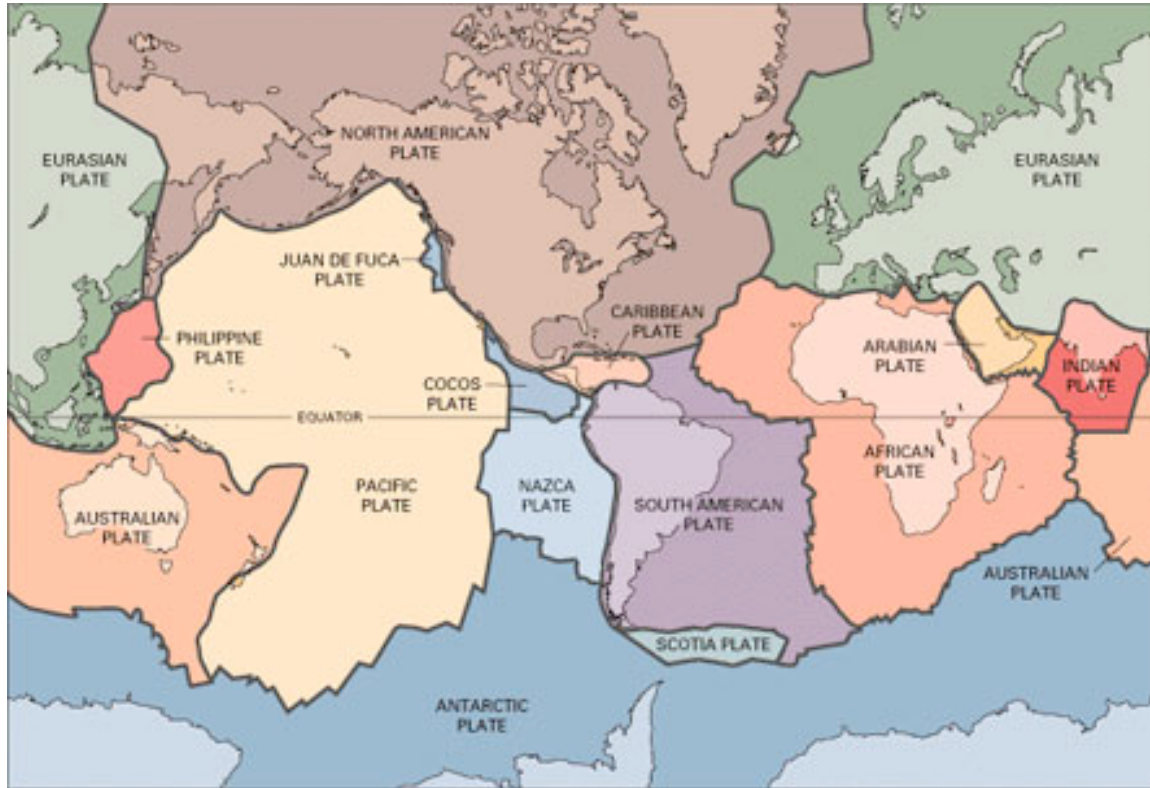 NORTH AMERICAN
PLATE
EURASIAN
PLATE
EURASIAN
PLATE
JUAN DE FUCA
PLATE
CARIBBEAN
PLATE
PHILIPPINE
PLATE
ARABIAN
PLATE
INDIAN
PLATE
COCOS
PLATE
EQUATOR
AFRICAN
PLATE
PACIFIC
PLATE
NAZCA
PLATE
SOUTH AMERICAN
PLATE
AUSTRALIAN
PLATE
AUSTRALIAN
PLATE
SCOTIA PLATE
ANTARCTIC
PLATE